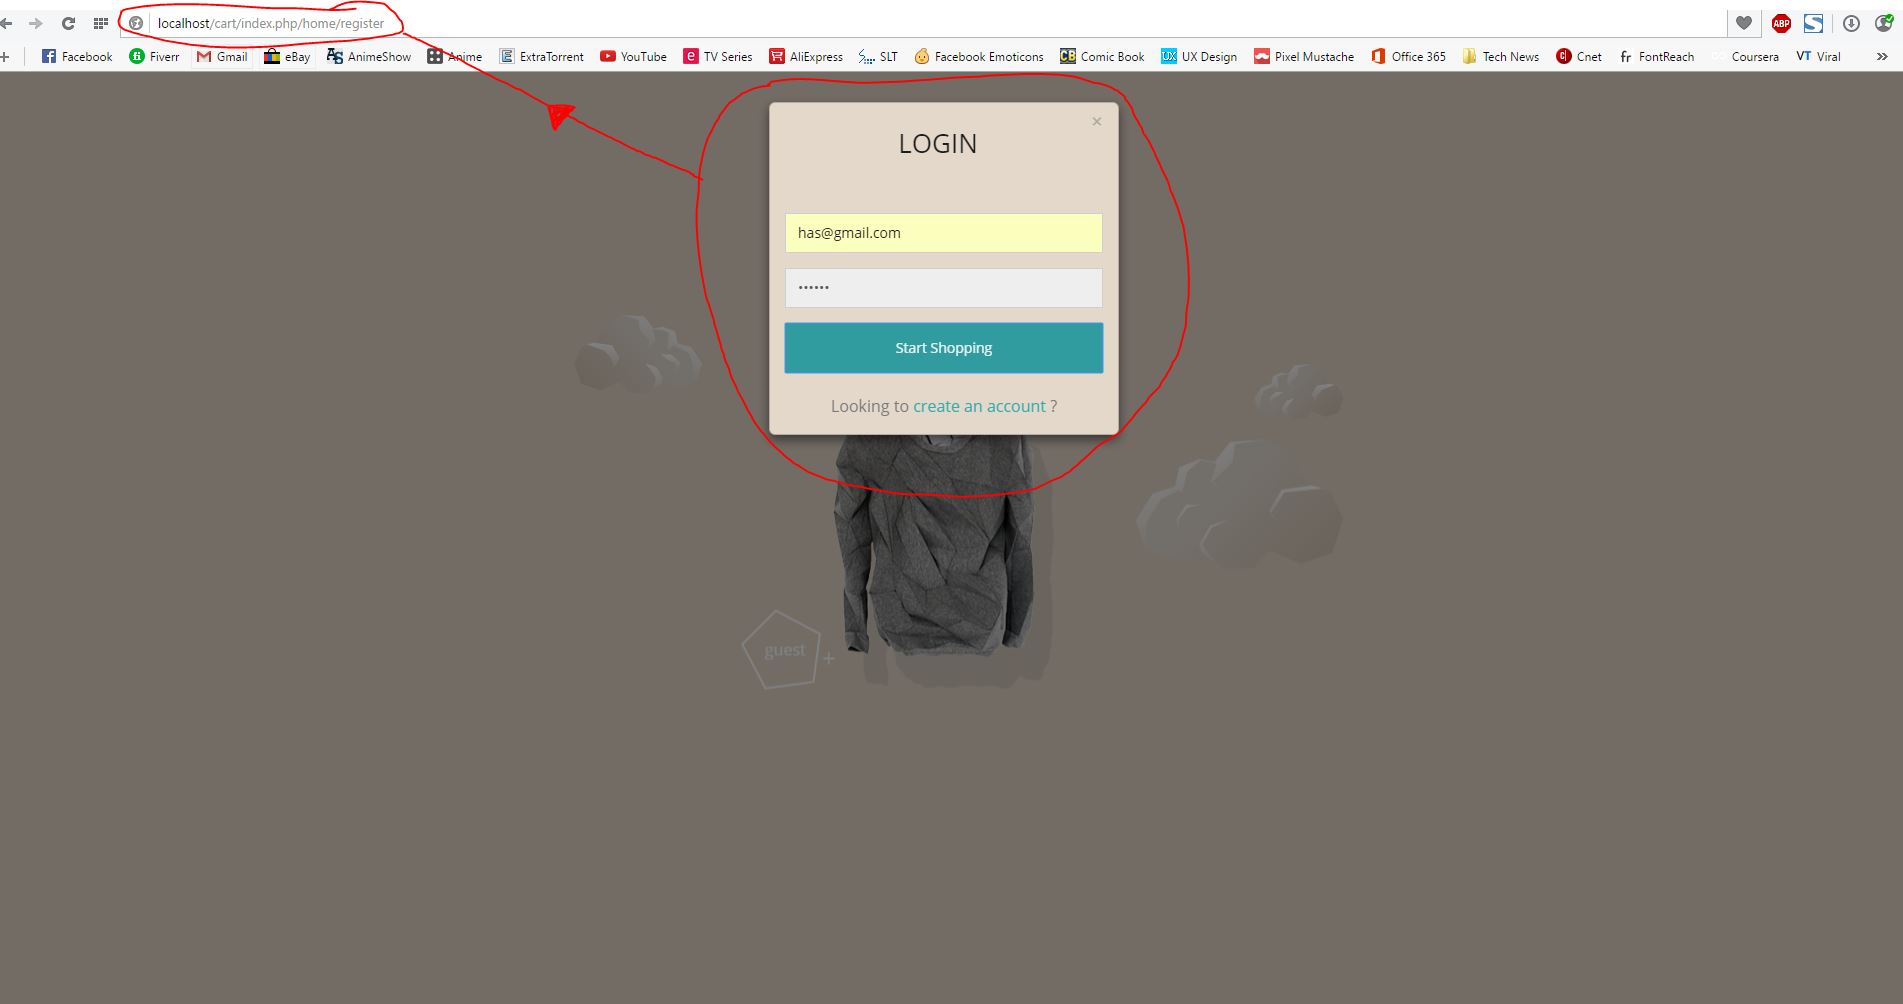 localhost/cart/index.php/home/register
Facebook Fiverr Gmail eBay AnimeShow Anime ExtraTorrent YouTube TV Series AliExpress SLT Facebook Emoticons Comic Book UX Design Pixel Mustache Office 365 Tech News Cnet FontReach Coursera Viral
×
LOGIN
has@gmail.com
••••••
Start Shopping
Looking to create an account ?
guest +